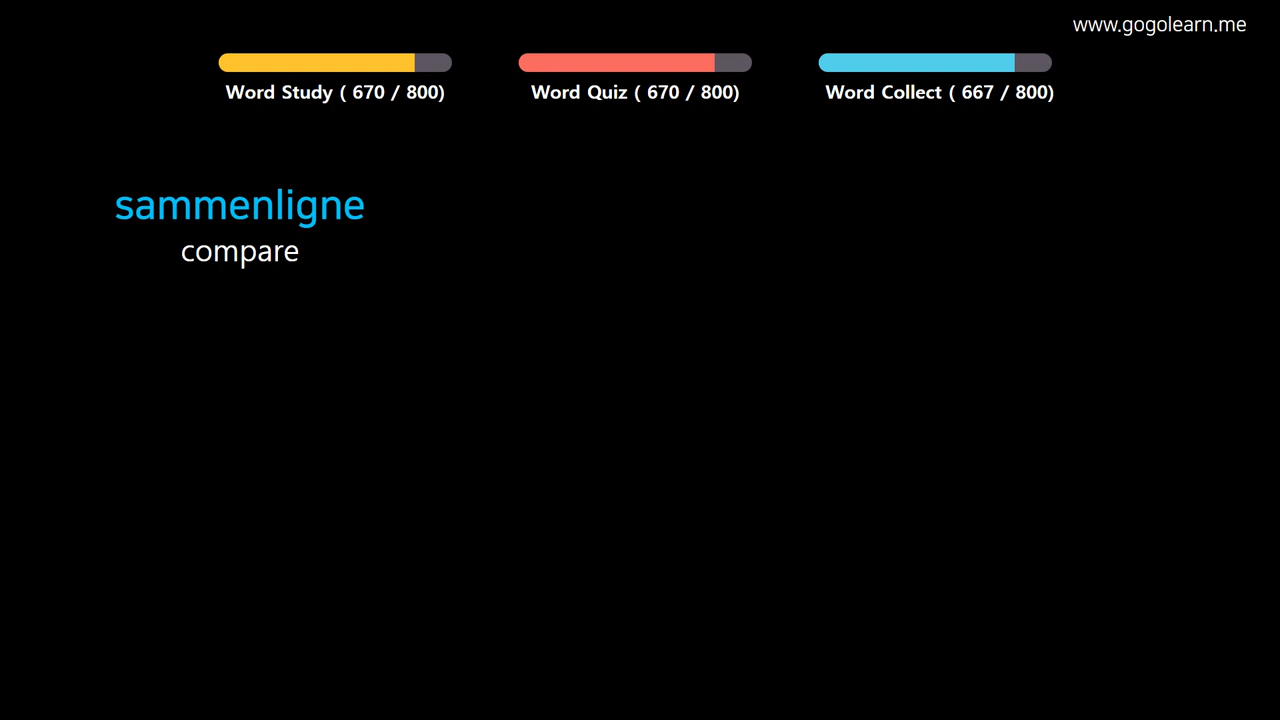 www.gogolearn.me
Word Study ( 670 / 800)
Word Quiz ( 670 / 800)
Word Collect ( 667 / 800)
sammenligne
compare